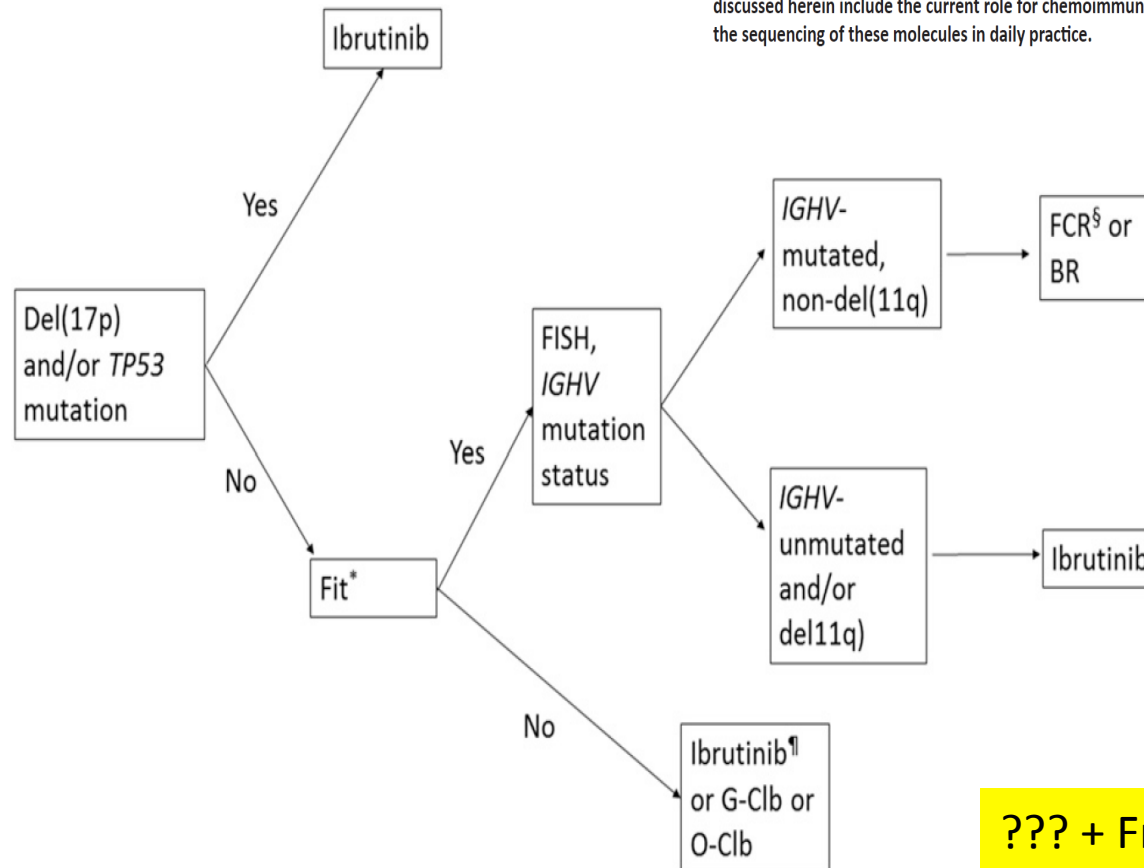 discussed herein include the current role for chemoimmun
the sequencing of these molecules in daily practice.
Ibrutinib
Yes
Del(17p)
and/or TP53
mutation
No
Fit*
Yes
FISH,
IGHV
mutation
status
IGHV-
mutated,
non-del(11q)
FCR§ or
BR
IGHV-
unmutated
and/or
del11q)
Ibrutinib
No
Ibrutinib¶
or G-Clb or
O-Clb
??? +